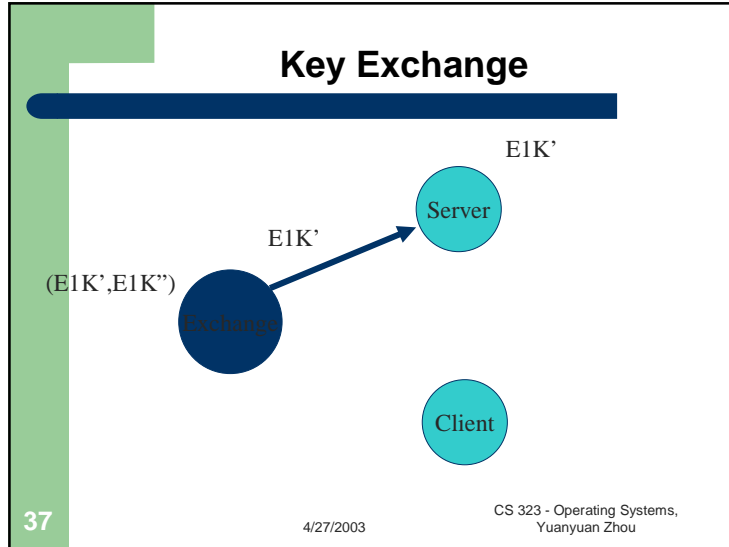 Key Exchange
E1K’
Server
E1K’
(E1K’,E1K”)
Exchange
Client
37
4/27/2003
CS 323 - Operating Systems,
Yuanyuan Zhou